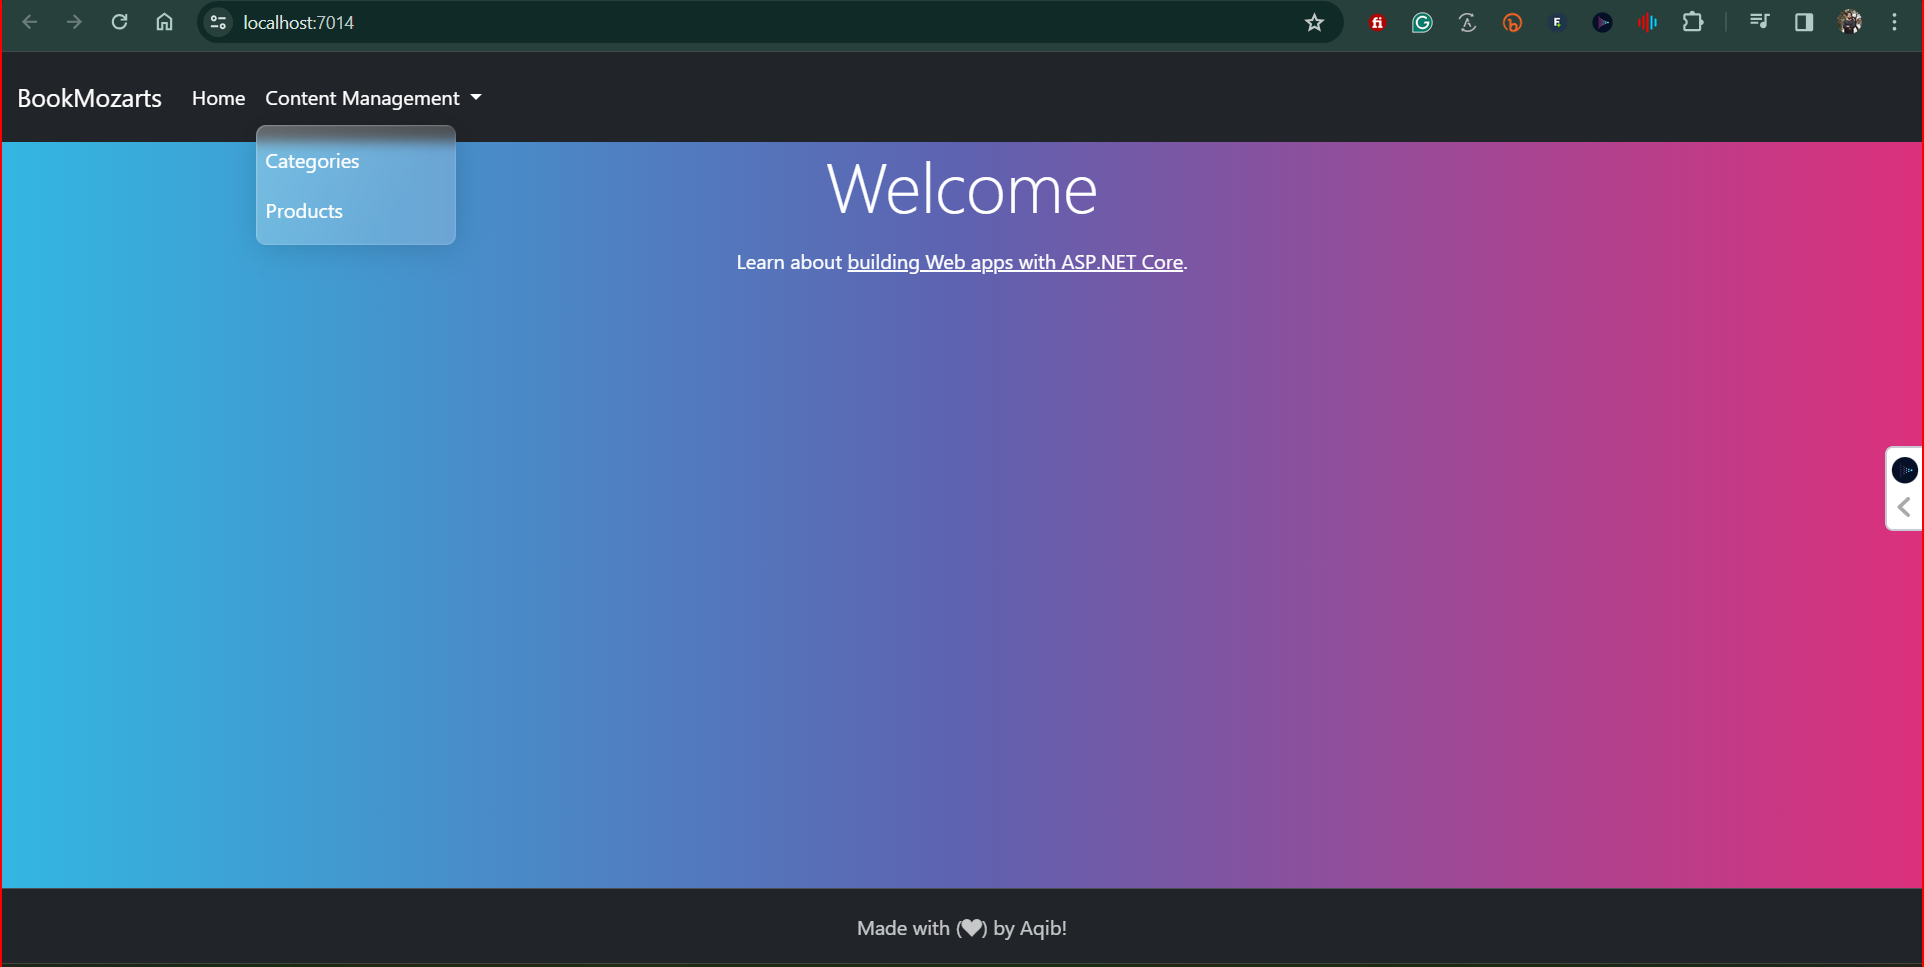 localhost:7014
BookMozarts Home Content Management
Categories
Products
Welcome
Learn about building Web apps with ASP.NET Core.
Made with (❤) by Aqib!